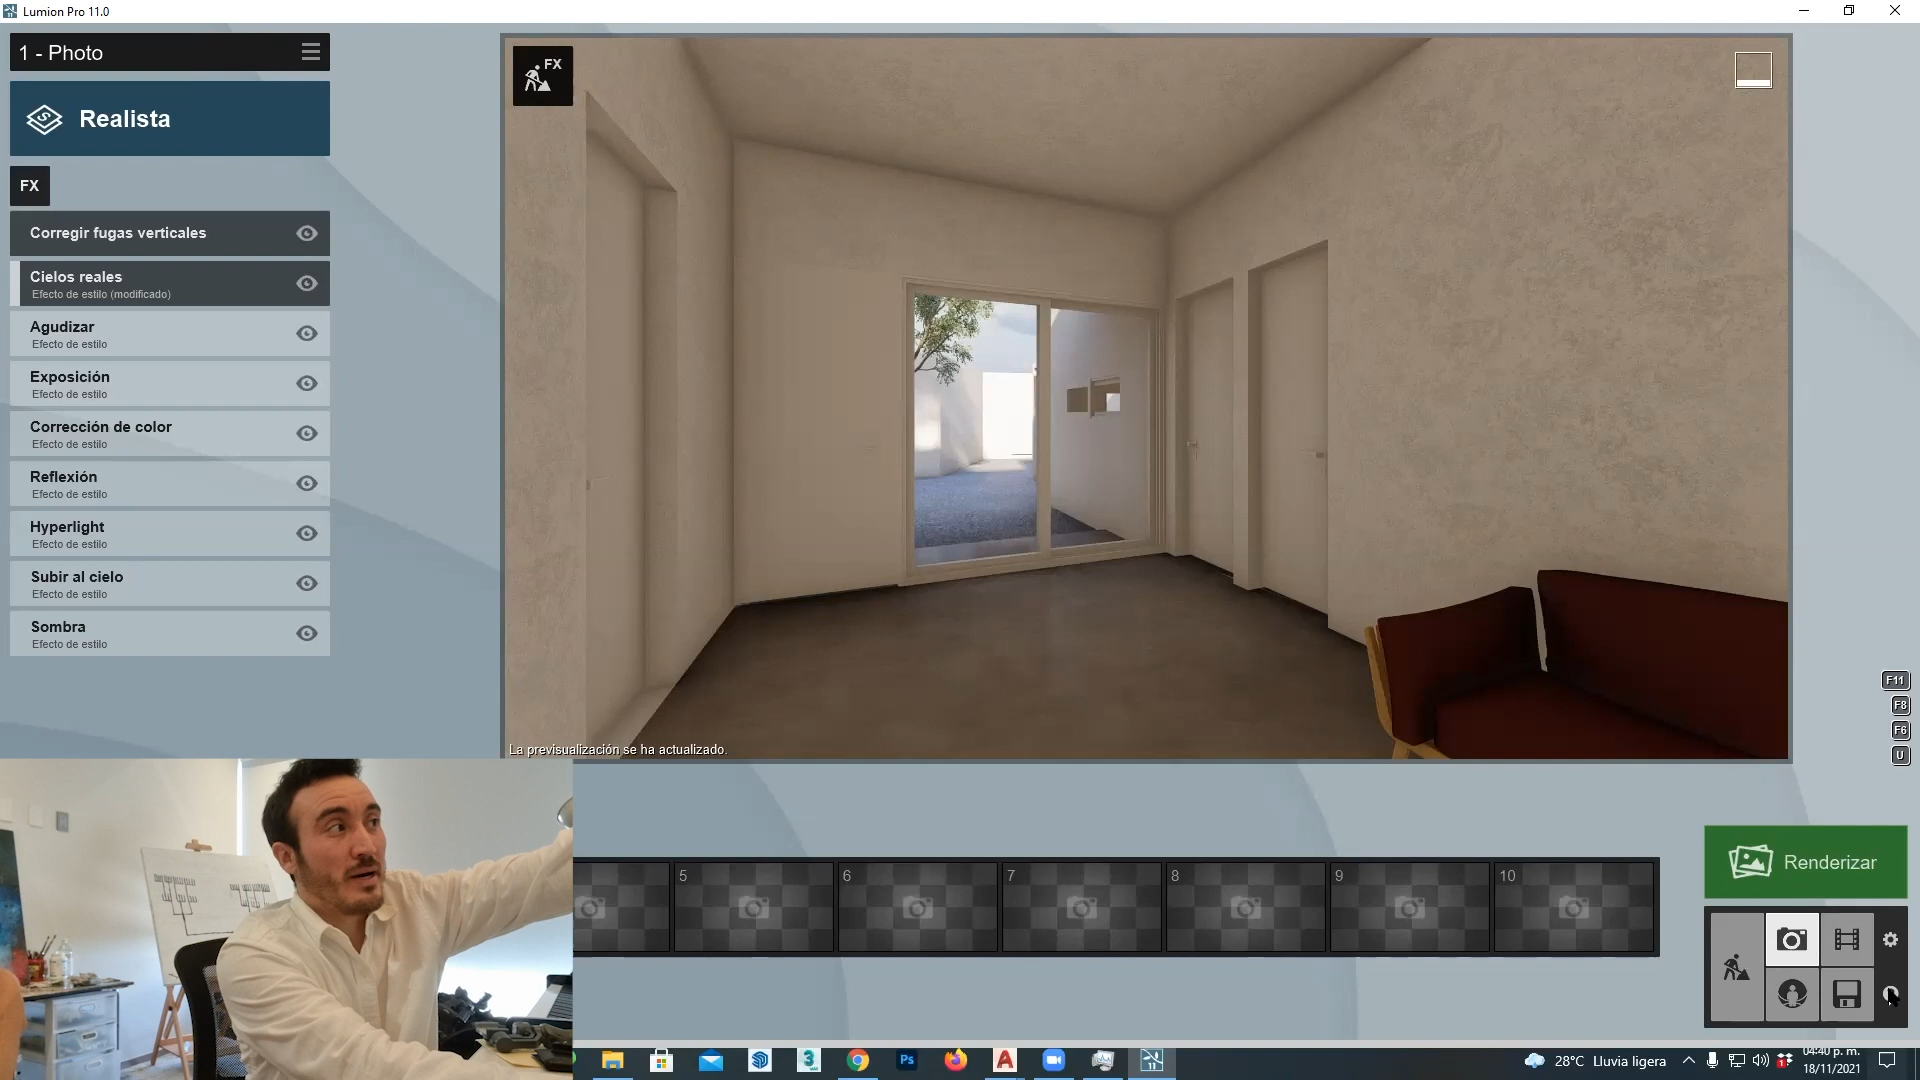 Lumion Pro 11.0
1 - Photo
Realista
FX
Corregir fugas verticales
Cielos reales
Efecto de estilo (modificado)
Agudizar
Efecto de estilo
Exposición
Efecto de estilo
Corrección de color
Efecto de estilo
Reflexión
Efecto de estilo
Hyperlight
Efecto de estilo
Subir al cielo
Efecto de estilo
Sombra
Efecto de estilo
FX
La previsualización se ha actualizado.
F11
F8
F6
U
5
6
7
8
9
10
Renderizar
3
Ps
A
28°C Lluvia ligera
1
04:40 p. m.
18/11/2021